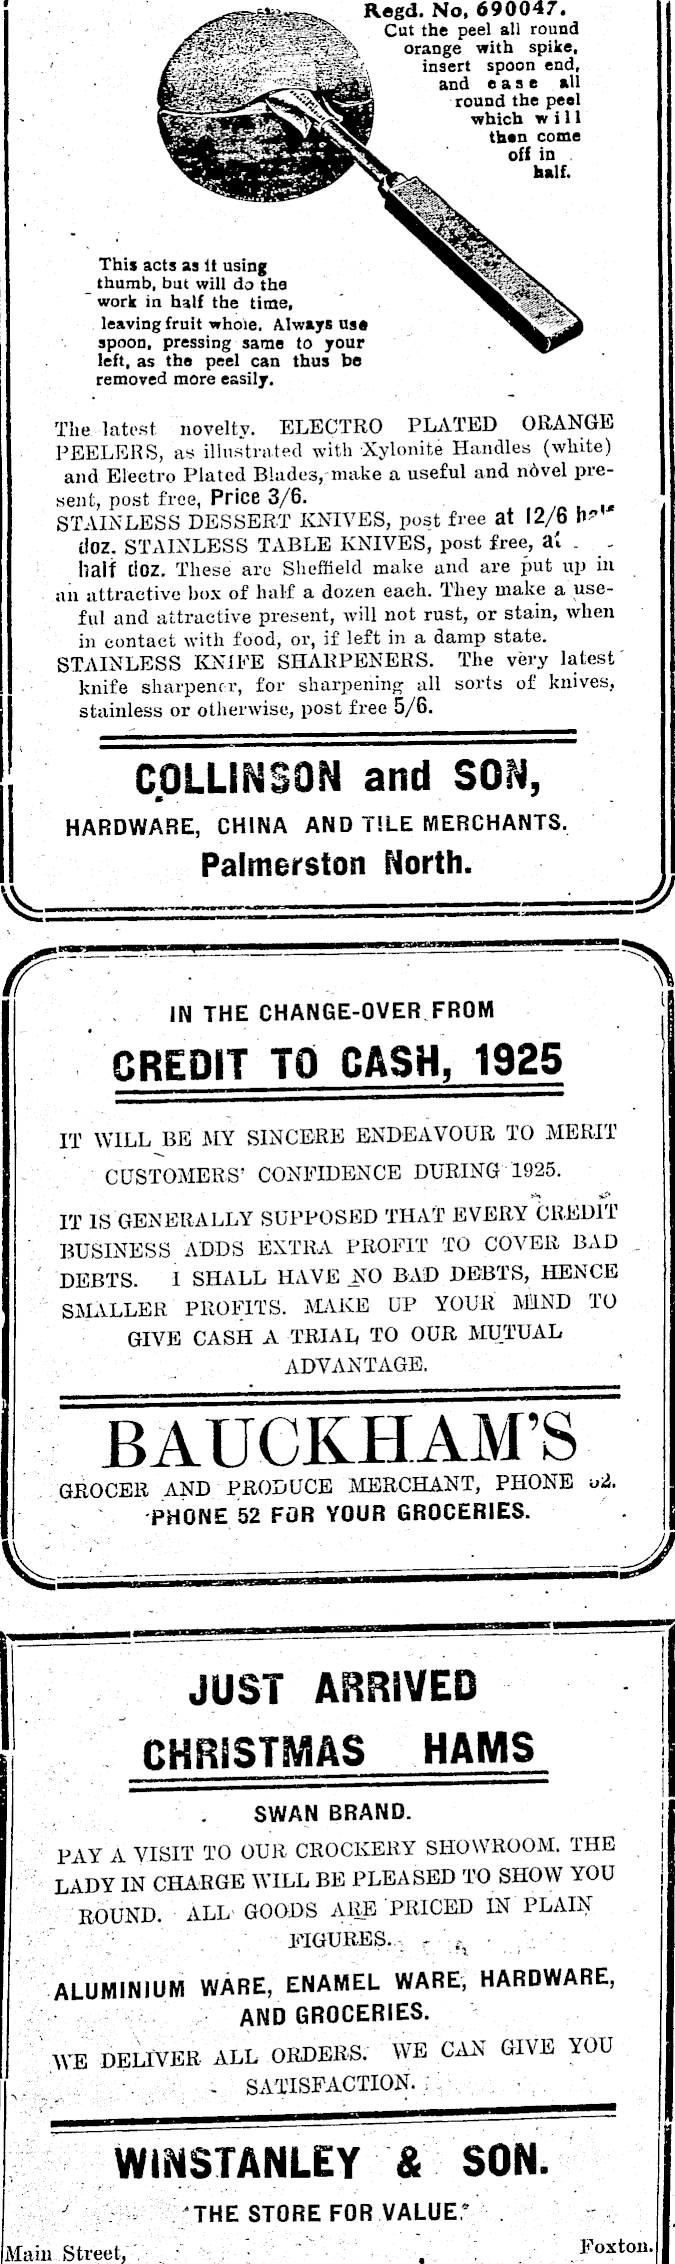 Regd. No, 690047.
Cut the peel all round
orange with spike,
insert spoon end,
and ease all
round the peel
which will
then come
off in
half.
This acts as if using
thumb, but will do the
work in half the time,
leaving fruit whole. Always use
spoon, pressing same to your
left, as the peel can thus be
removed more easily.
The latest novelty. ELECTRO PLATED ORANGE
PEELERS, as illustrated with Xylonite Handles (white)
and Electro Plated Blades, make a useful and novel pre-
sent, post free, Price 3/6.
STAINLESS DESSERT KNIVES, post free at 12/6 half
doz. STAINLESS TABLE KNIVES, post free, at
half doz. These are Sheffield make and are put up in
an attractive box of half a dozen each. They make a use-
ful and attractive present, will not rust, or stain, when
in contact with food, or, if left in a damp state.
STAINLESS KNIFE SHARPENERS. The very latest
knife sharpener, for sharpening all sorts of knives,
stainless or otherwise, post free 5/6.
COLLINSON and SON,
HARDWARE, CHINA AND TILE MERCHANTS.
Palmerston North.
IN THE CHANGE-OVER FROM
CREDIT TO CASH, 1925
IT WILL BE MY SINCERE ENDEAVOUR TO MERIT
CUSTOMERS' CONFIDENCE DURING 1925.
IT IS GENERALLY SUPPOSED THAT EVERY CREDIT
BUSINESS ADDS EXTRA PROFIT TO COVER BAD
DEBTS. I SHALL HAVE NO BAD DEBTS, HENCE
SMALLER PROFITS. MAKE UP YOUR MIND TO
GIVE CASH A TRIAL TO OUR MUTUAL
ADVANTAGE.
BAUCKHAM'S
GROCER AND PRODUCE MERCHANT, PHONE 52.
PHONE 52 FOR YOUR GROCERIES.
JUST ARRIVED
CHRISTMAS HAMS
SWAN BRAND.
PAY A VISIT TO OUR CROCKERY SHOWROOM. THE
LADY IN CHARGE WILL BE PLEASED TO SHOW YOU
ROUND. ALL GOODS ARE PRICED IN PLAIN
FIGURES.
ALUMINIUM WARE, ENAMEL WARE, HARDWARE,
AND GROCERIES.
WE DELIVER ALL ORDERS. WE CAN GIVE YOU
SATISFACTION.
WINSTANLEY & SON.
"THE STORE FOR VALUE."
Main Street, Foxton.